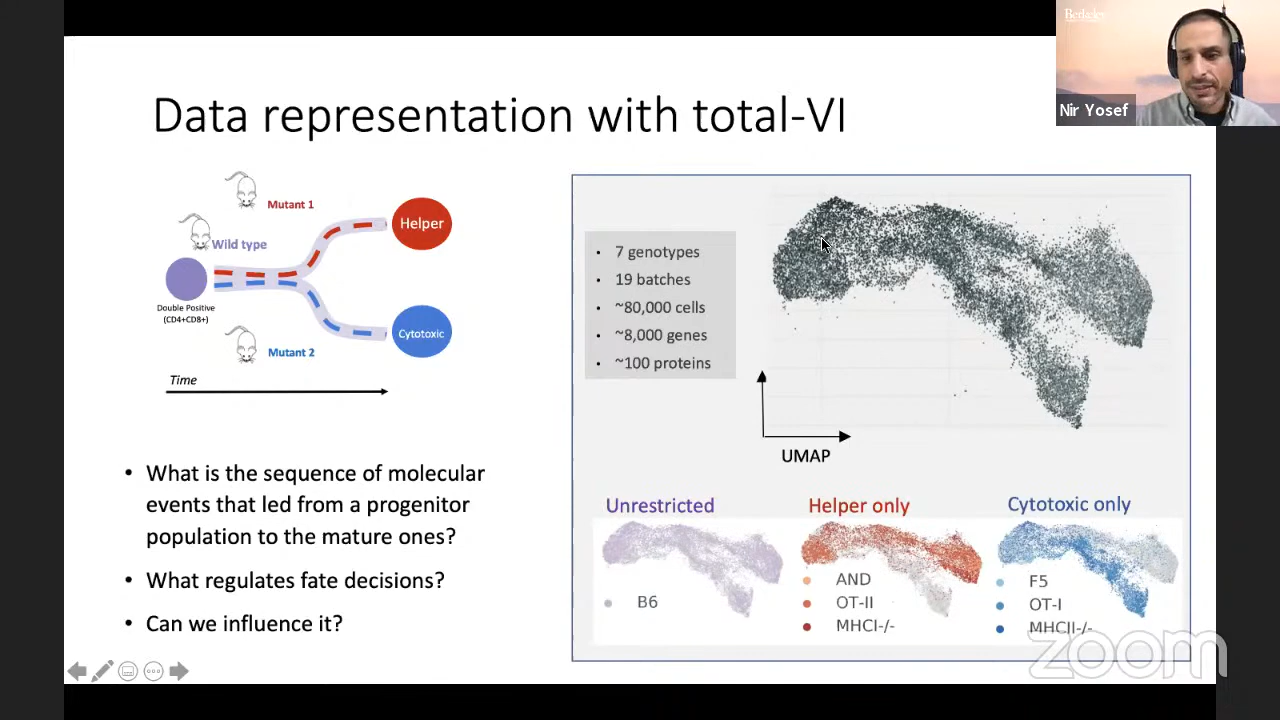 Berkeley
Nir Yosef
Data representation with total-VI
Mutant 1
Helper
Wild type
Double Positive
(CD4+CD8+)
Cytotoxic
Mutant 2
Time
• What is the sequence of molecular
events that led from a progenitor
population to the mature ones?
• What regulates fate decisions?
• Can we influence it?
• 7 genotypes
• 19 batches
• ~80,000 cells
• ~8,000 genes
• ~100 proteins
UMAP
Unrestricted
B6
Helper only
AND
OT-II
MHCI-/-
Cytotoxic only
F5
OT-I
MHCII-/-
zoom